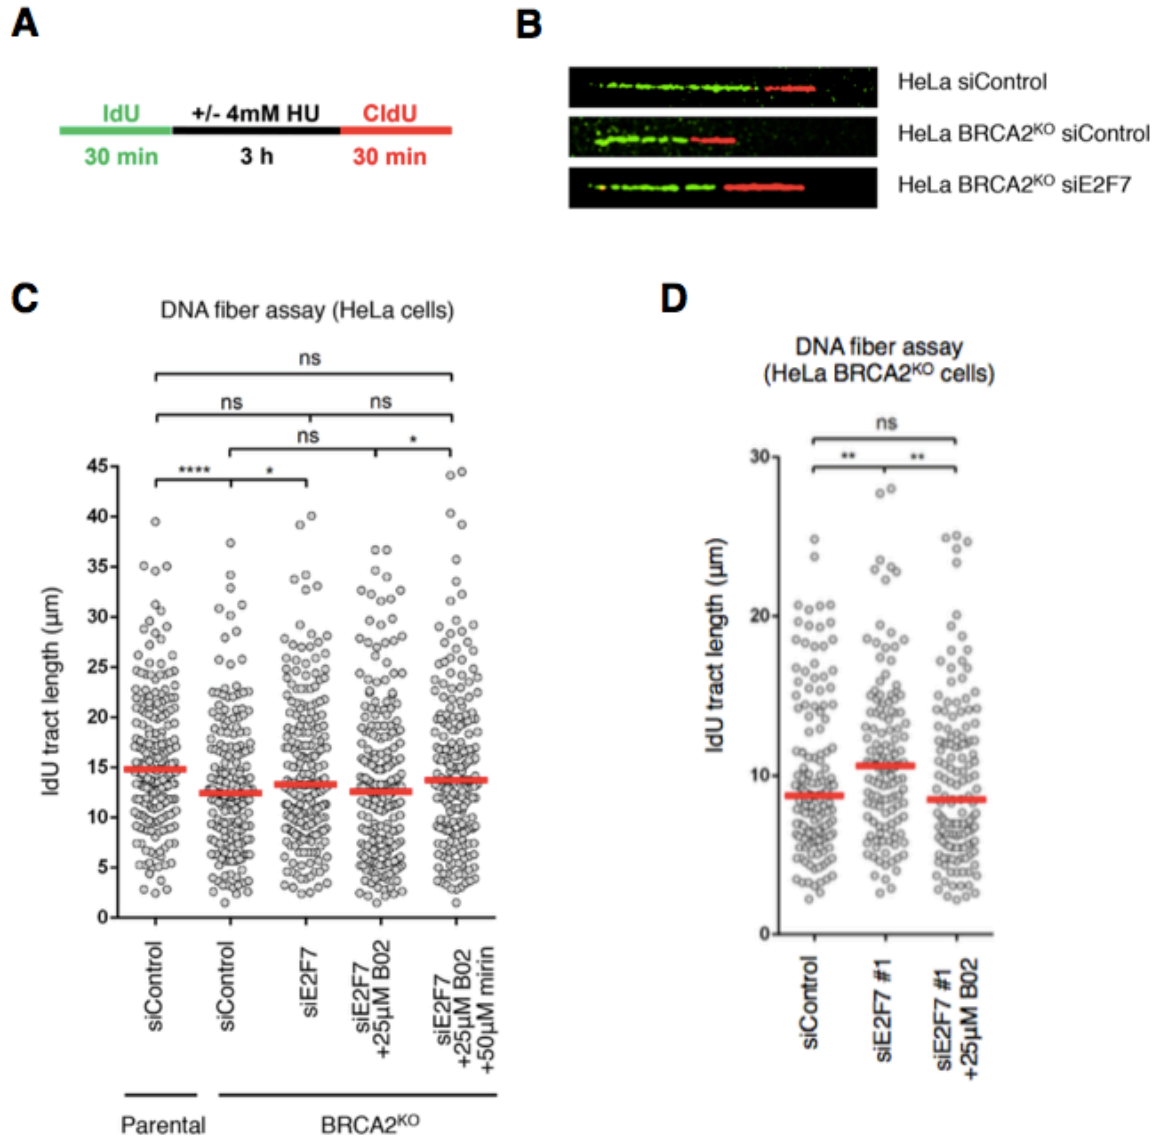 A
IdU
+/- 4mM HU
CldU
30 min
3 h
30 min
B
HeLa siControl
HeLa BRCA2KO siControl
HeLa BRCA2KO siE2F7
C
DNA fiber assay (HeLa cells)
ns
ns
ns
ns
*
****
*
IdU tract length (µm)
45
40
35
30
25
20
15
10
5
0
siControl
siControl
siE2F7
siE2F7
+25µM B02
siE2F7
+25µM B02
+50µM mirin
Parental
BRCA2KO
D
DNA fiber assay
(HeLa BRCA2KO cells)
ns
**
**
IdU tract length (µm)
30
20
10
0
siControl
siE2F7 #1
siE2F7 #1
+25µM B02